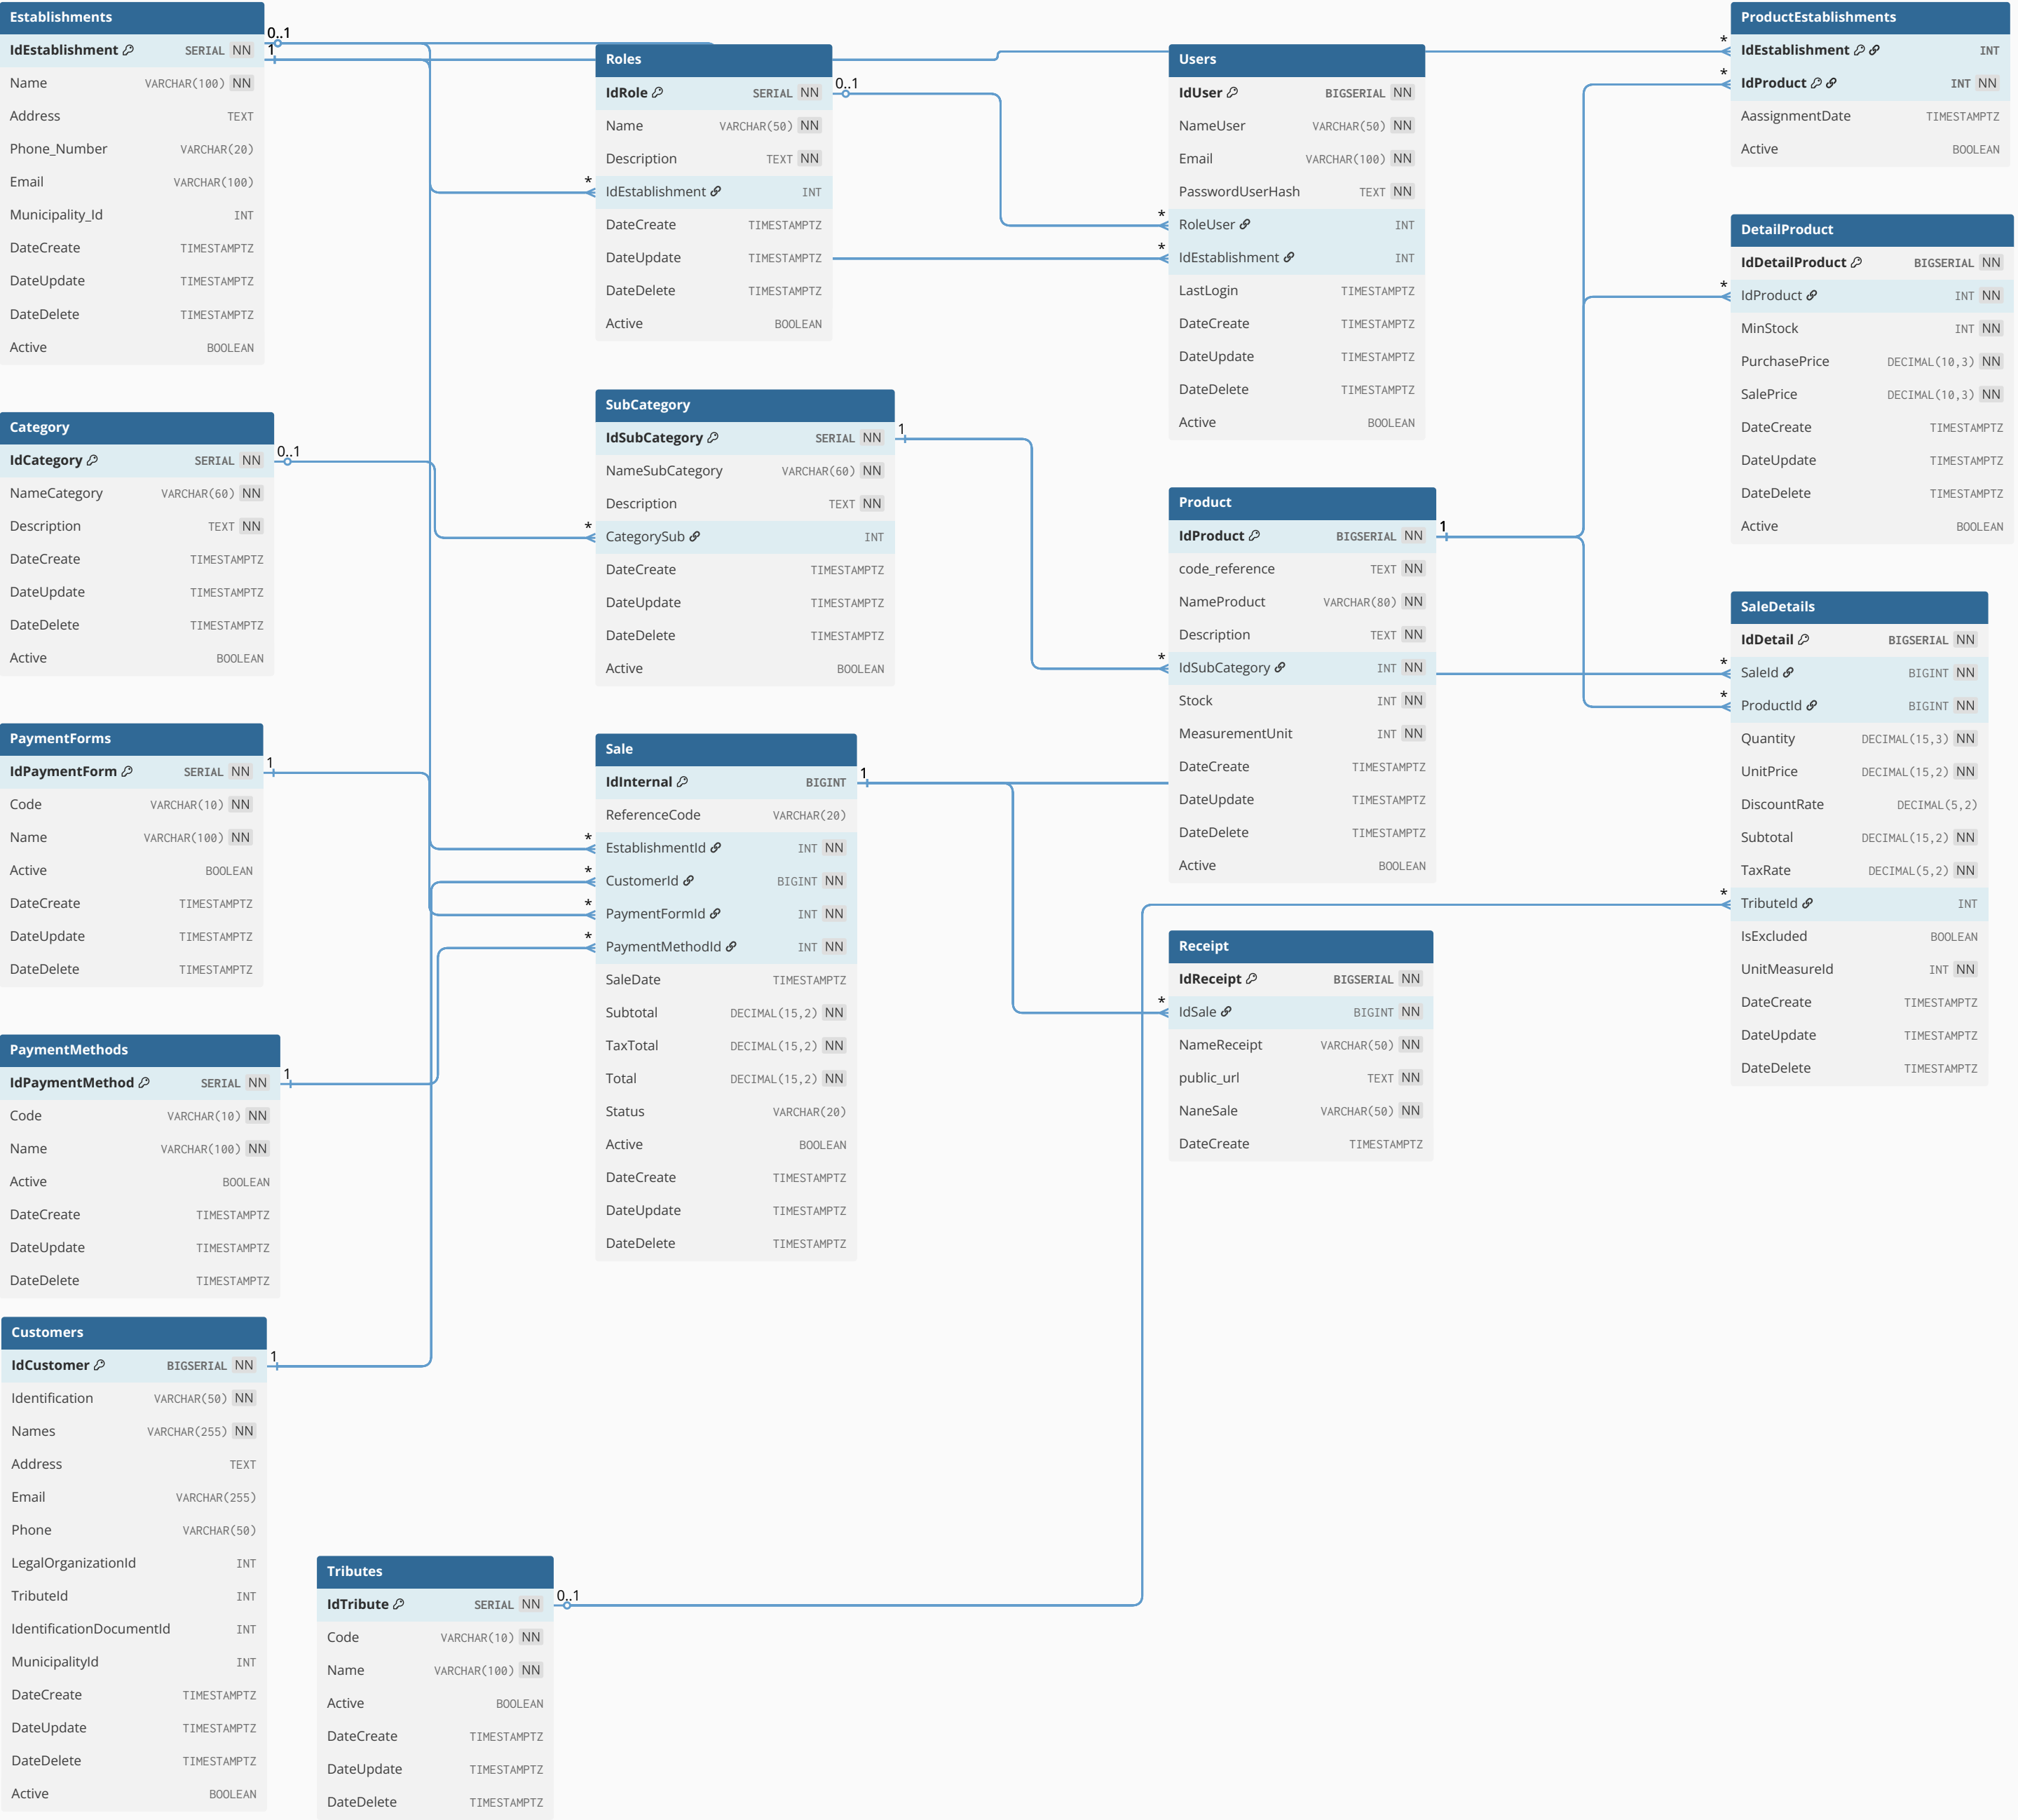 Establishments
IdEstablishment SERIAL NN
Name VARCHAR(100) NN
Address TEXT
Phone_Number VARCHAR(20)
Email VARCHAR(100)
Municipality_Id INT
DateCreate TIMESTAMPTZ
DateUpdate TIMESTAMPTZ
DateDelete TIMESTAMPTZ
Active BOOLEAN
0..1
1
Category
IdCategory SERIAL NN
NameCategory VARCHAR(60) NN
Description TEXT NN
DateCreate TIMESTAMPTZ
DateUpdate TIMESTAMPTZ
DateDelete TIMESTAMPTZ
Active BOOLEAN
0..1
PaymentForms
IdPaymentForm SERIAL NN
Code VARCHAR(10) NN
Name VARCHAR(100) NN
Active BOOLEAN
DateCreate TIMESTAMPTZ
DateUpdate TIMESTAMPTZ
DateDelete TIMESTAMPTZ
1
PaymentMethods
IdPaymentMethod SERIAL NN
Code VARCHAR(10) NN
Name VARCHAR(100) NN
Active BOOLEAN
DateCreate TIMESTAMPTZ
DateUpdate TIMESTAMPTZ
DateDelete TIMESTAMPTZ
1
Customers
IdCustomer BIGSERIAL NN
Identification VARCHAR(50) NN
Names VARCHAR(255) NN
Address TEXT
Email VARCHAR(255)
Phone VARCHAR(50)
LegalOrganizationId INT
TributeId INT
IdentificationDocumentId INT
MunicipalityId INT
DateCreate TIMESTAMPTZ
DateUpdate TIMESTAMPTZ
DateDelete TIMESTAMPTZ
Active BOOLEAN
1
Tributes
IdTribute SERIAL NN
Code VARCHAR(10) NN
Name VARCHAR(100) NN
Active BOOLEAN
DateCreate TIMESTAMPTZ
DateUpdate TIMESTAMPTZ
DateDelete TIMESTAMPTZ
0..1
Roles
IdRole SERIAL NN
Name VARCHAR(50) NN
Description TEXT NN
* IdEstablishment INT
DateCreate TIMESTAMPTZ
DateUpdate TIMESTAMPTZ
DateDelete TIMESTAMPTZ
Active BOOLEAN
0..1
SubCategory
IdSubCategory SERIAL NN
NameSubCategory VARCHAR(60) NN
Description TEXT NN
* CategorySub INT
DateCreate TIMESTAMPTZ
DateUpdate TIMESTAMPTZ
DateDelete TIMESTAMPTZ
Active BOOLEAN
1
Sale
IdInternal BIGINT
ReferenceCode VARCHAR(20)
* EstablishmentId INT NN
* CustomerId BIGINT NN
* PaymentFormId INT NN
* PaymentMethodId INT NN
SaleDate TIMESTAMPTZ
Subtotal DECIMAL(15,2) NN
TaxTotal DECIMAL(15,2) NN
Total DECIMAL(15,2) NN
Status VARCHAR(20)
Active BOOLEAN
DateCreate TIMESTAMPTZ
DateUpdate TIMESTAMPTZ
DateDelete TIMESTAMPTZ
1
Users
IdUser BIGSERIAL NN
NameUser VARCHAR(50) NN
Email VARCHAR(100) NN
PasswordUserHash TEXT NN
* RoleUser INT
* IdEstablishment INT
LastLogin TIMESTAMPTZ
DateCreate TIMESTAMPTZ
DateUpdate TIMESTAMPTZ
DateDelete TIMESTAMPTZ
Active BOOLEAN
Product
IdProduct BIGSERIAL NN
code_reference TEXT NN
NameProduct VARCHAR(80) NN
Description TEXT NN
* IdSubCategory INT NN
Stock INT NN
MeasurementUnit INT NN
DateCreate TIMESTAMPTZ
DateUpdate TIMESTAMPTZ
DateDelete TIMESTAMPTZ
Active BOOLEAN
1
Receipt
IdReceipt BIGSERIAL NN
* IdSale BIGINT NN
NameReceipt VARCHAR(50) NN
public_url TEXT NN
NaneSale VARCHAR(50) NN
DateCreate TIMESTAMPTZ
ProductEstablishments
* IdEstablishment INT
* IdProduct INT NN
AassignmentDate TIMESTAMPTZ
Active BOOLEAN
DetailProduct
IdDetailProduct BIGSERIAL NN
* IdProduct INT NN
MinStock INT NN
PurchasePrice DECIMAL(10,3) NN
SalePrice DECIMAL(10,3) NN
DateCreate TIMESTAMPTZ
DateUpdate TIMESTAMPTZ
DateDelete TIMESTAMPTZ
Active BOOLEAN
SaleDetails
IdDetail BIGSERIAL NN
* SaleId BIGINT NN
* ProductId BIGINT NN
Quantity DECIMAL(15,3) NN
UnitPrice DECIMAL(15,2) NN
DiscountRate DECIMAL(5,2)
Subtotal DECIMAL(15,2) NN
TaxRate DECIMAL(5,2) NN
* TributeId INT
IsExcluded BOOLEAN
UnitMeasureId INT NN
DateCreate TIMESTAMPTZ
DateUpdate TIMESTAMPTZ
DateDelete TIMESTAMPTZ